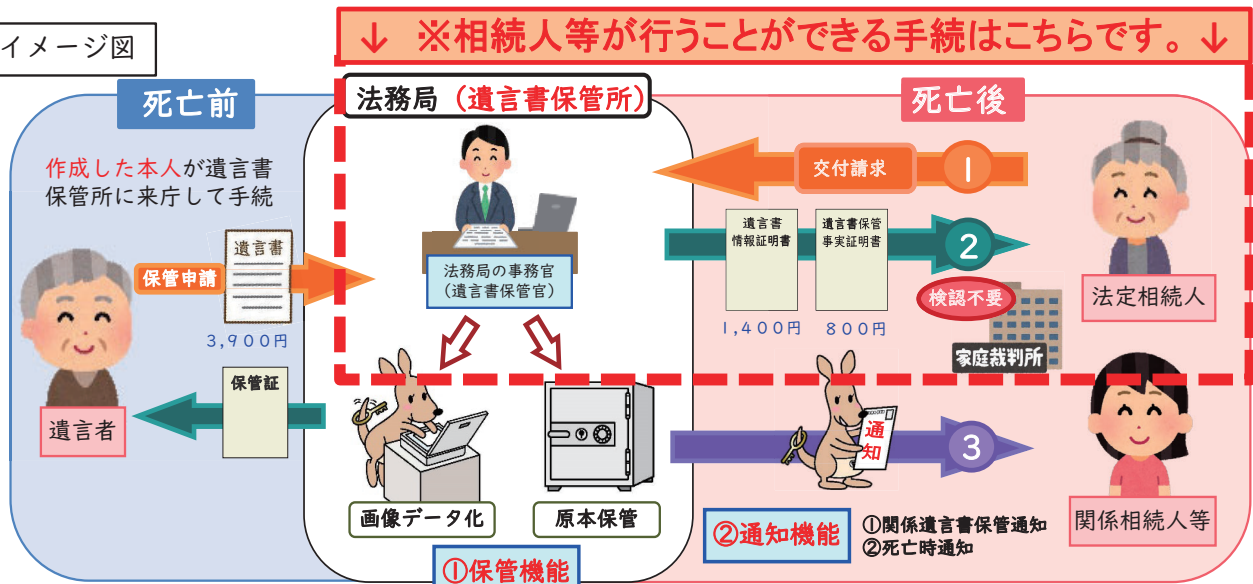 イメージ図
↓ ※相続人等が行うことができる手続はこちらです。↓
死亡前
作成した本人が遺言書
保管所に来庁して手続
保管申請
遺言書
3,900円
保管証
遺言者
法務局（遺言書保管所）
法務局の事務官
（遺言書保管官）
画像データ化
原本保管
①保管機能
死亡後
交付請求
1
遺言書
情報証明書
1,400円
遺言書保管
事実証明書
800円
2
検認不要
家庭裁判所
法定相続人
通知
3
②通知機能
①関係遺言書保管通知
②死亡時通知
関係相続人等